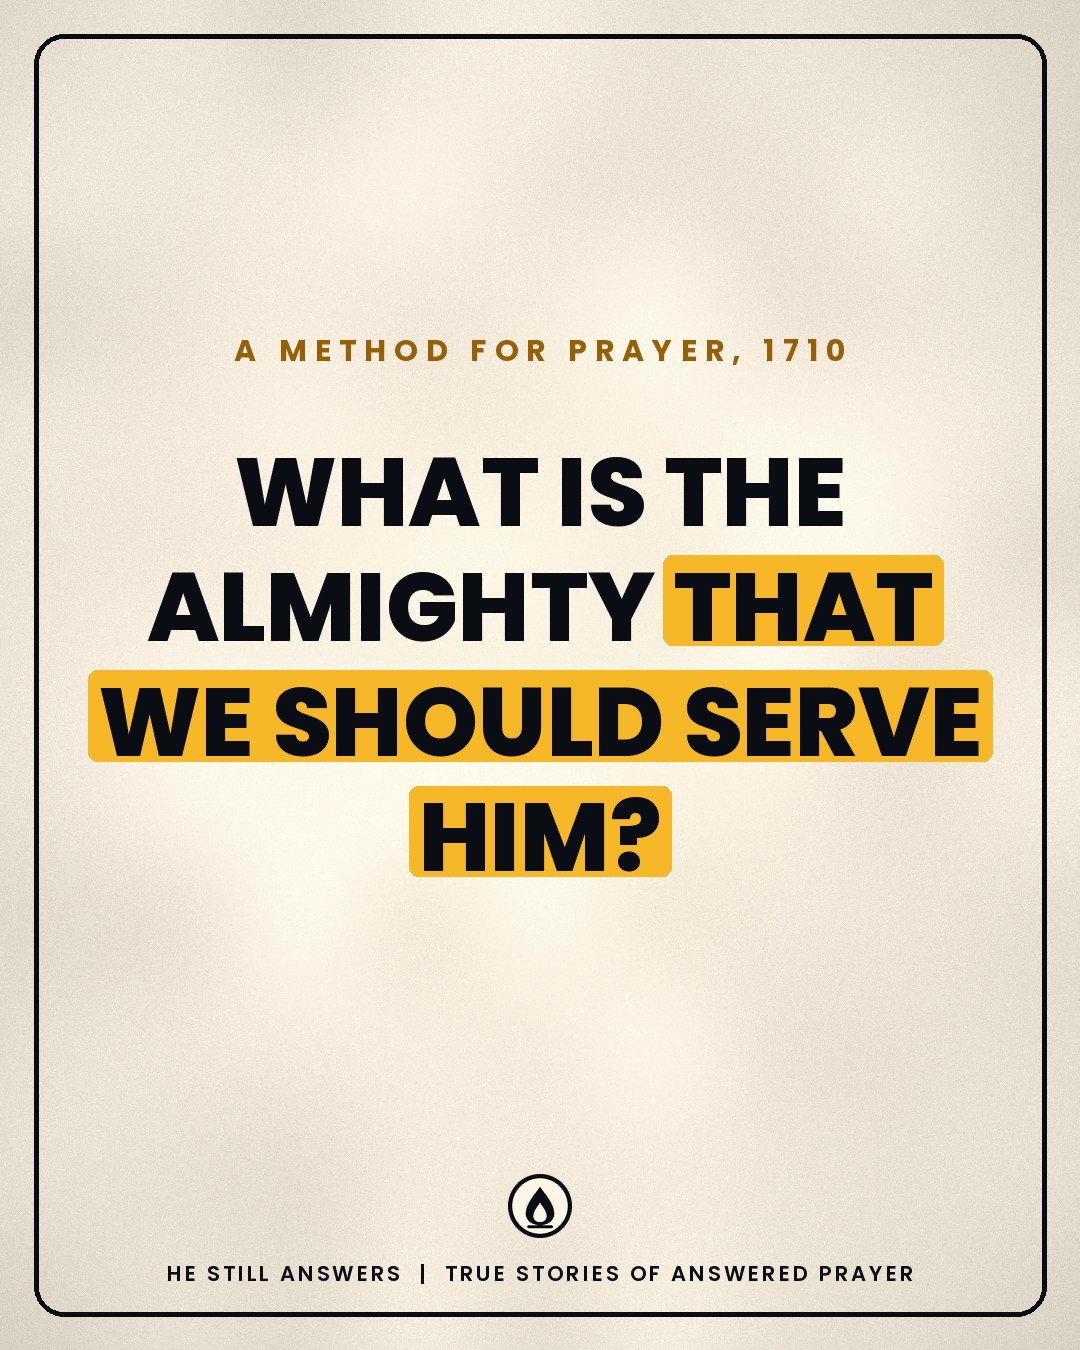 A METHOD FOR PRAYER, 1710
WHAT IS THE
ALMIGHTY THAT
WE SHOULD SERVE
HIM?
HE STILL ANSWERS | TRUE STORIES OF ANSWERED PRAYER